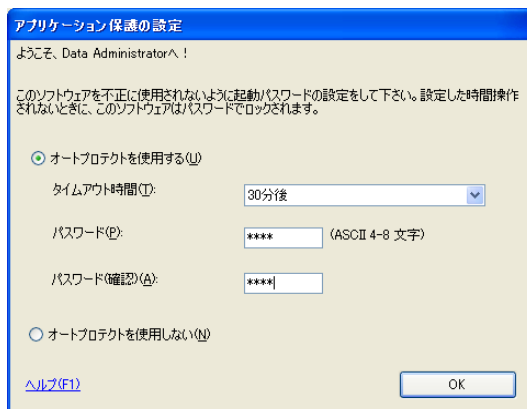 アプリケーション保護の設定
ようこそ、Data Administratorへ！
このソフトウェアを不正に使用されないように起動パスワードの設定をして下さい。設定した時間操作
されないときに、このソフトウェアはパスワードでロックされます。
オートプロテクトを使用する(U)
タイムアウト時間(T): 30分後
パスワード(P): **** (ASCII 4-8 文字)
パスワード(確認)(A): ****
オートプロテクトを使用しない(N)
ヘルプ(F1) OK